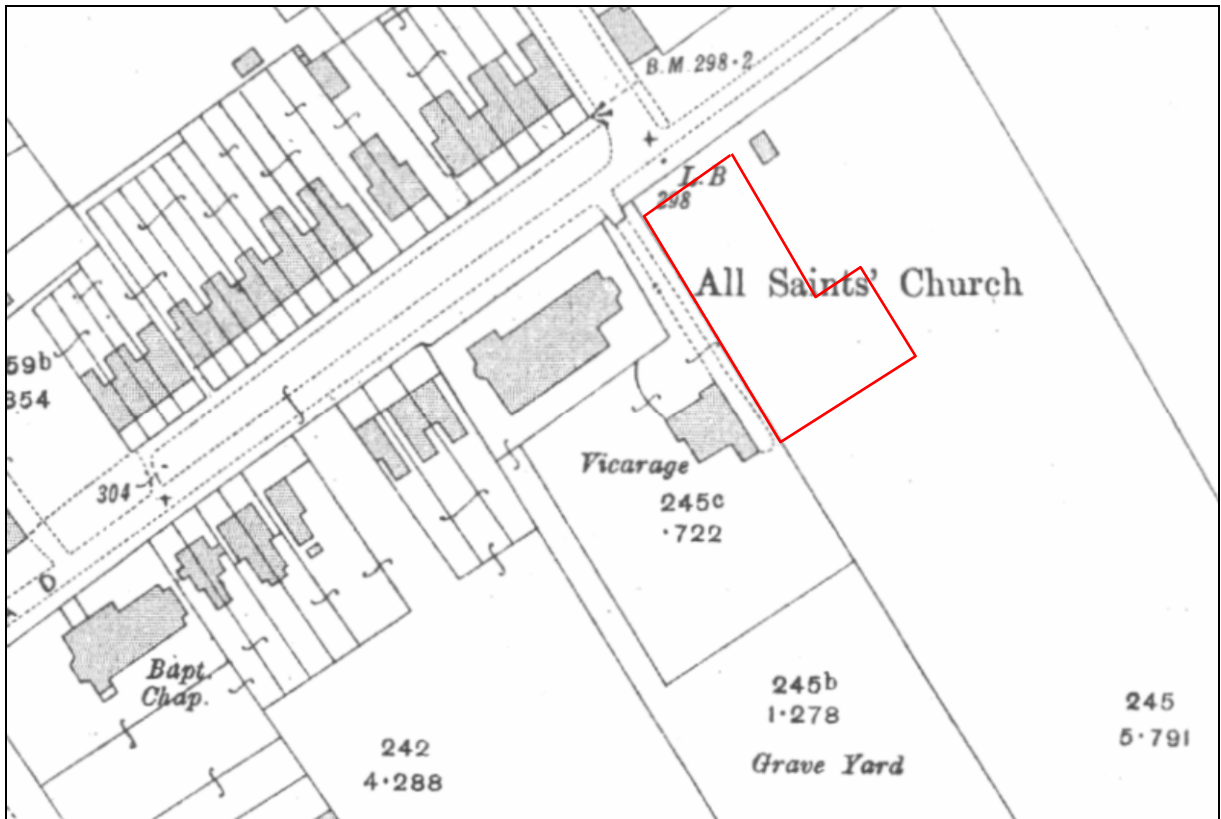 B.M. 298·2
L.B
298
All Saints' Church
59b
354
304
Vicarage
245c
·722
Bapt.
Chap.
245b
1·278
245
5·791
242
4·288
Grave Yard